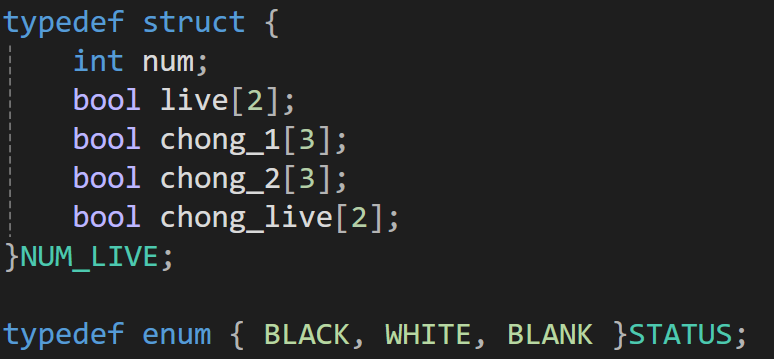 typedef struct {
    int num;
    bool live[2];
    bool chong_1[3];
    bool chong_2[3];
    bool chong_live[2];
}NUM_LIVE;

typedef enum { BLACK, WHITE, BLANK }STATUS;